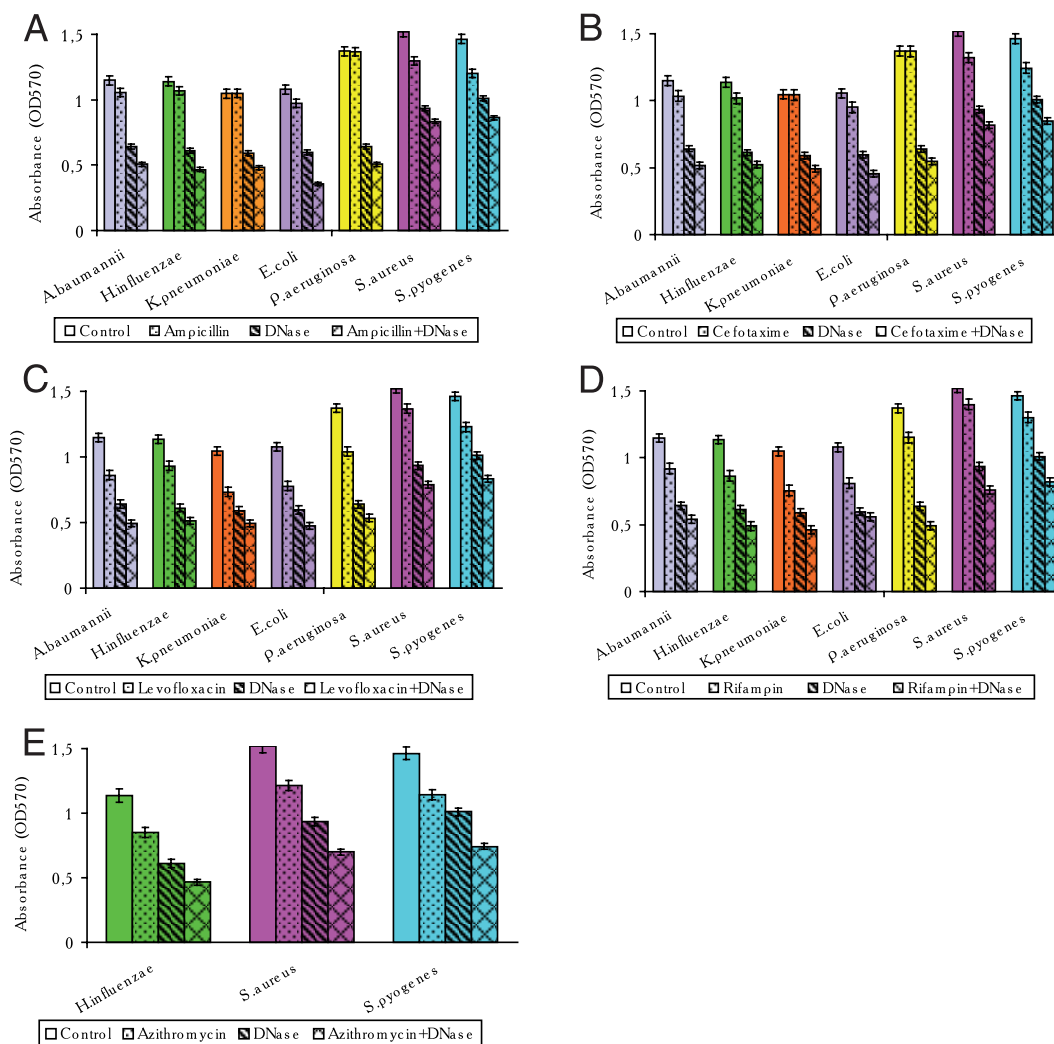 A
Absorbance (OD570)
1,5
1
0,5
0
A.baumannii
H.influenzae
K.pneumoniae
E.coli
P.aeruginosa
S.aureus
S.pyogenes
Control Ampicillin DNase Ampicillin+DNase
B
Absorbance (OD570)
1,5
1
0,5
0
A.baumannii
H.influenzae
K.pneumoniae
E.coli
P.aeruginosa
S.aureus
S.pyogenes
Control Cefotaxime DNase Cefotaxime+DNase
C
Absorbance (OD570)
1,5
1
0,5
0
A.baumannii
H.influenzae
K.pneumoniae
E.coli
P.aeruginosa
S.aureus
S.pyogenes
Control Levofloxacin DNase Levofloxacin+DNase
D
Absorbance (OD570)
1,5
1
0,5
0
A.baumannii
H.influenzae
K.pneumoniae
E.coli
P.aeruginosa
S.aureus
S.pyogenes
Control Rifampin DNase Rifampin+DNase
E
Absorbance (OD570)
1,5
1
0,5
0
H.influenzae
S.aureus
S.pyogenes
Control Azithromycin DNase Azithromycin+DNase